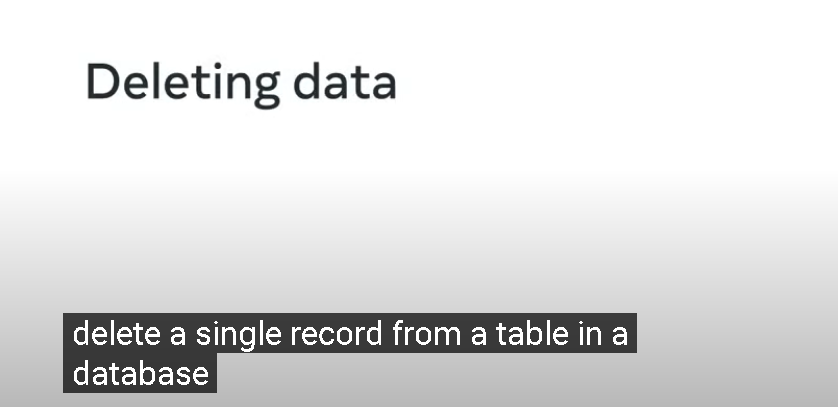 Deleting data
delete a single record from a table in a
database